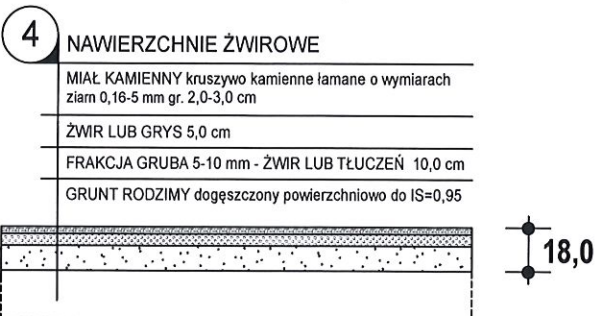 4
NAWIERZCHNIE ŻWIROWE
MIAŁ KAMIENNY kruszywo kamienne łamane o wymiarach
ziarn 0,16-5 mm gr. 2,0-3,0 cm
ŻWIR LUB GRYS 5,0 cm
FRAKCJA GRUBA 5-10 mm - ŻWIR LUB TŁUCZEŃ 10,0 cm
GRUNT RODZIMY dogęszczony powierzchniowo do IS=0,95
18,0